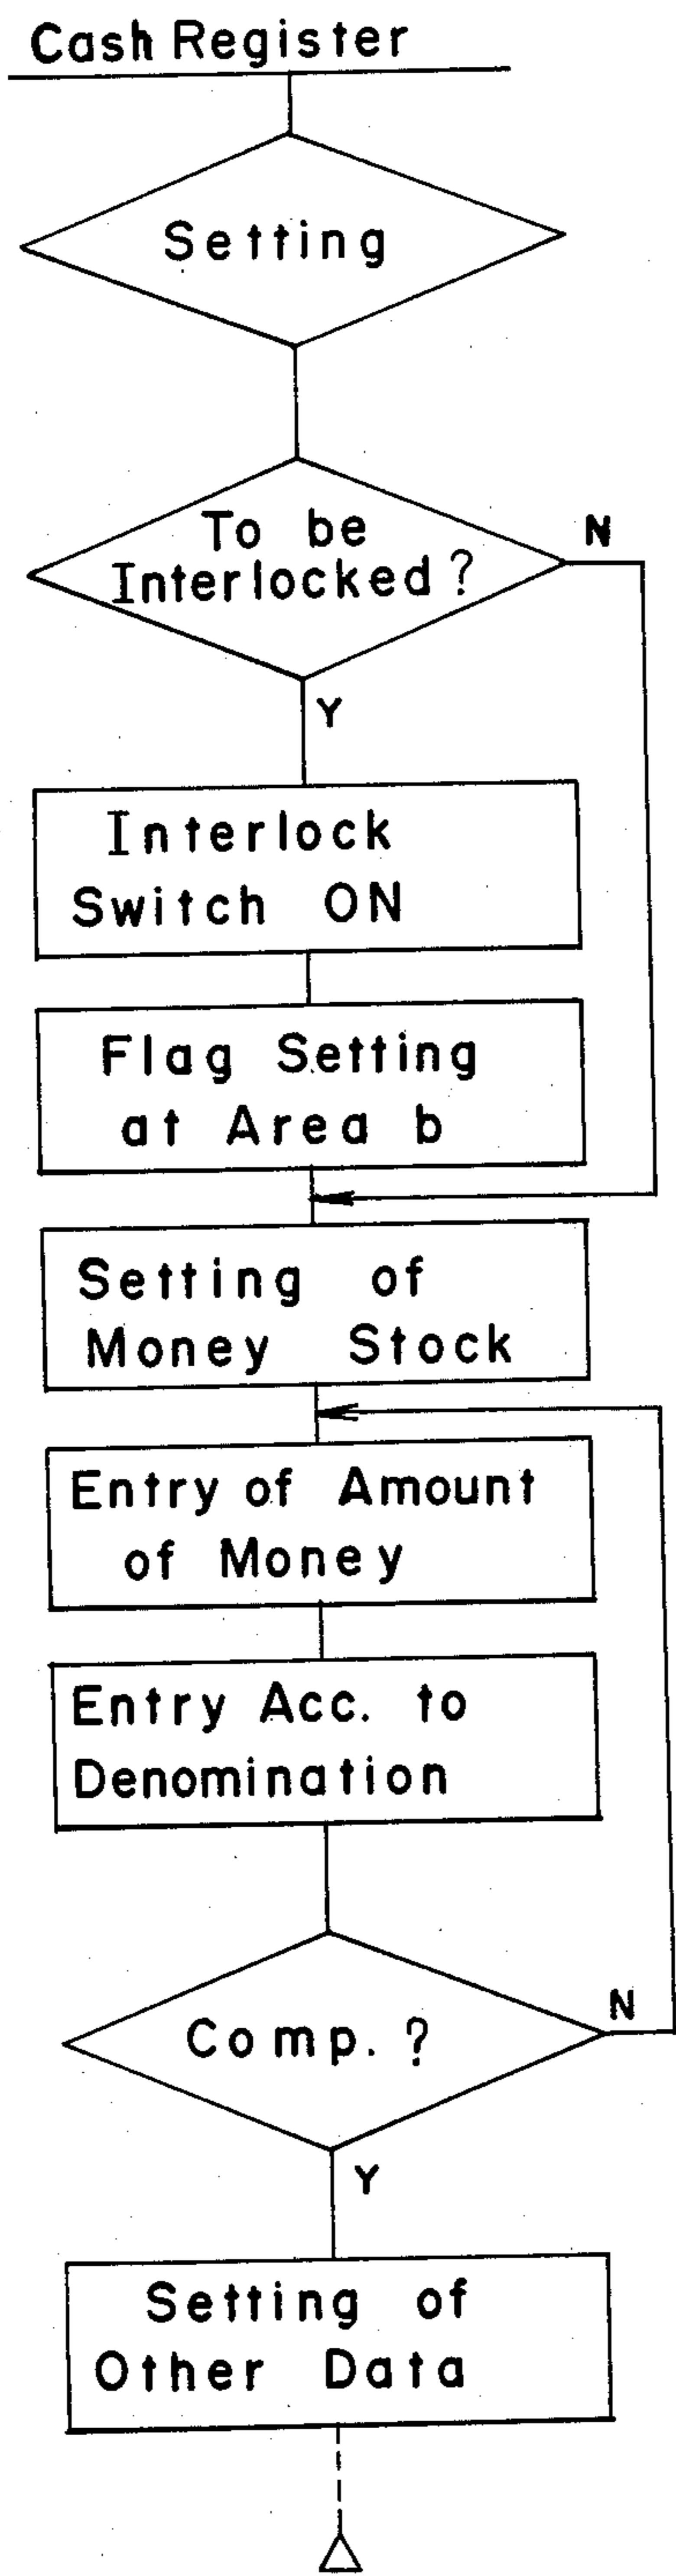 Cash Register
Setting
To be
Interlocked?
N
Y
Interlock
Switch ON
Flag Setting
at Area b
Setting of
Money Stock
Entry of Amount
of Money
Entry Acc. to
Denomination
Comp.?
N
Y
Setting of
Other Data